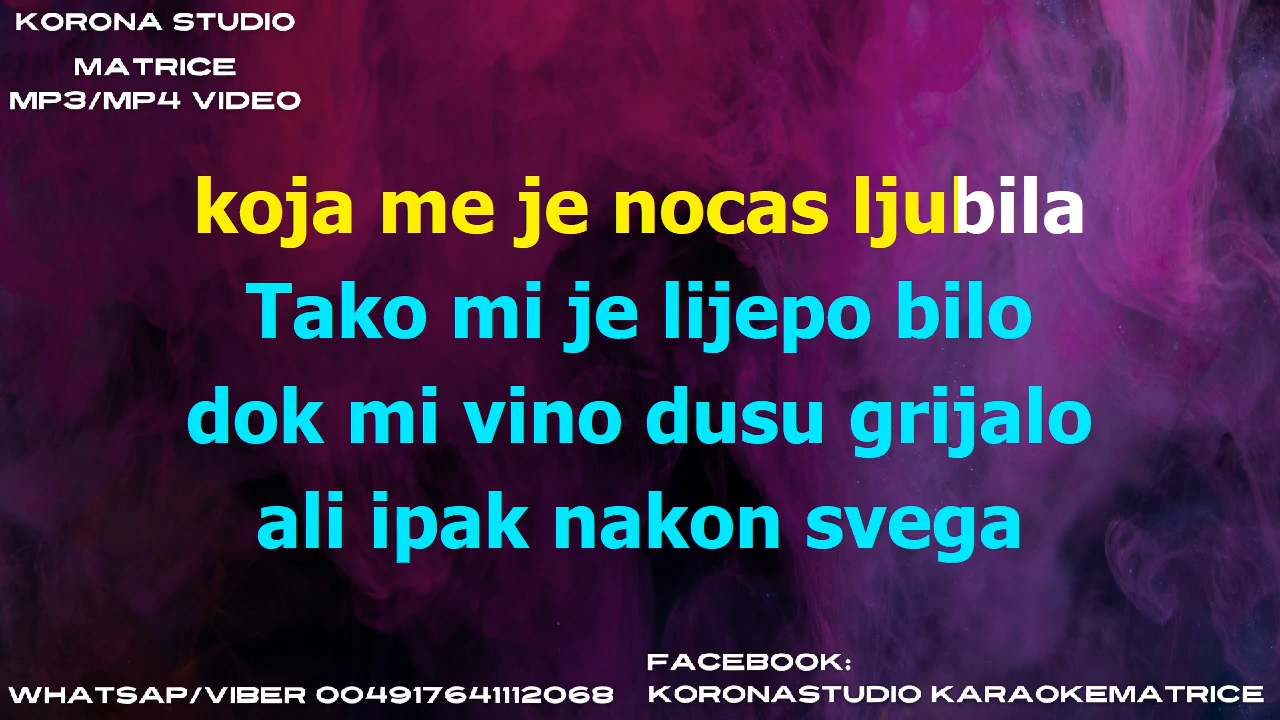 KORONA STUDIO
MATRICE
MP3/MP4 VIDEO
koja me je nocas ljubila
Tako mi je lijepo bilo
dok mi vino dusu grijalo
ali ipak nakon svega
FACEBOOK:
WHATSAP/VIBER 004917641112068
KORONASTUDIO KARAOKEMATRICE